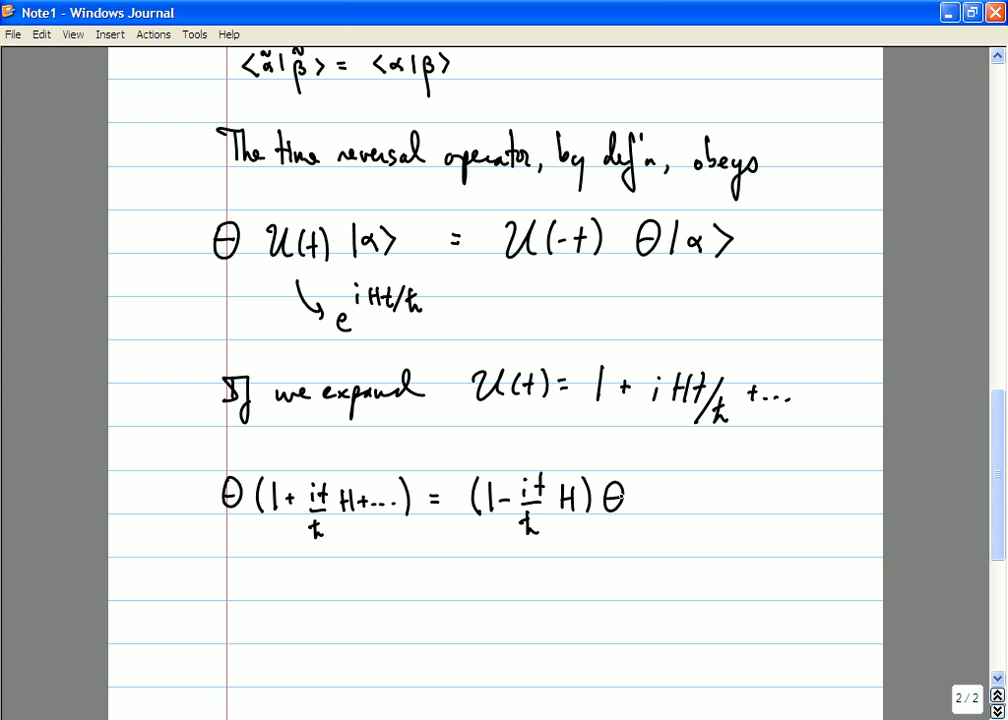 Note1 - Windows Journal
File Edit View Insert Actions Tools Help
⟨α̃|β̃⟩ = ⟨α|β⟩
The time reversal operator, by def'n, obeys
Θ U(t) |α⟩ = U(-t) Θ|α⟩
↳ e^{iHt/ħ}
If we expand U(t) = 1 + iHt/ħ + ...
Θ (1 + it/ħ H + ...) = (1 - it/ħ H) Θ
2 / 2